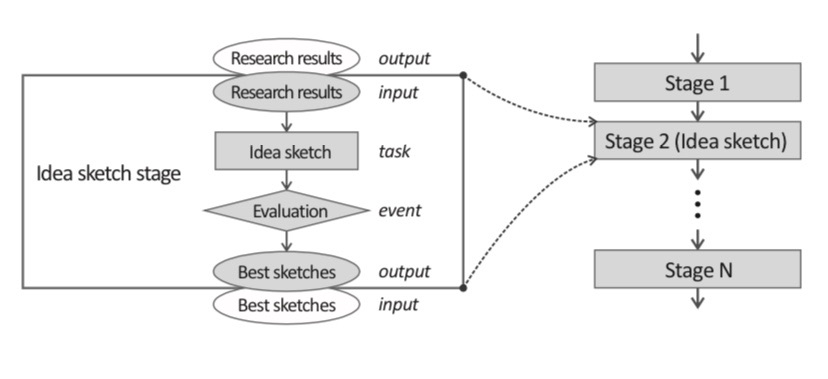 Research results output
Research results input
Idea sketch task
Idea sketch stage
Evaluation event
Best sketches output
Best sketches input
Stage 1
Stage 2 (Idea sketch)
Stage N